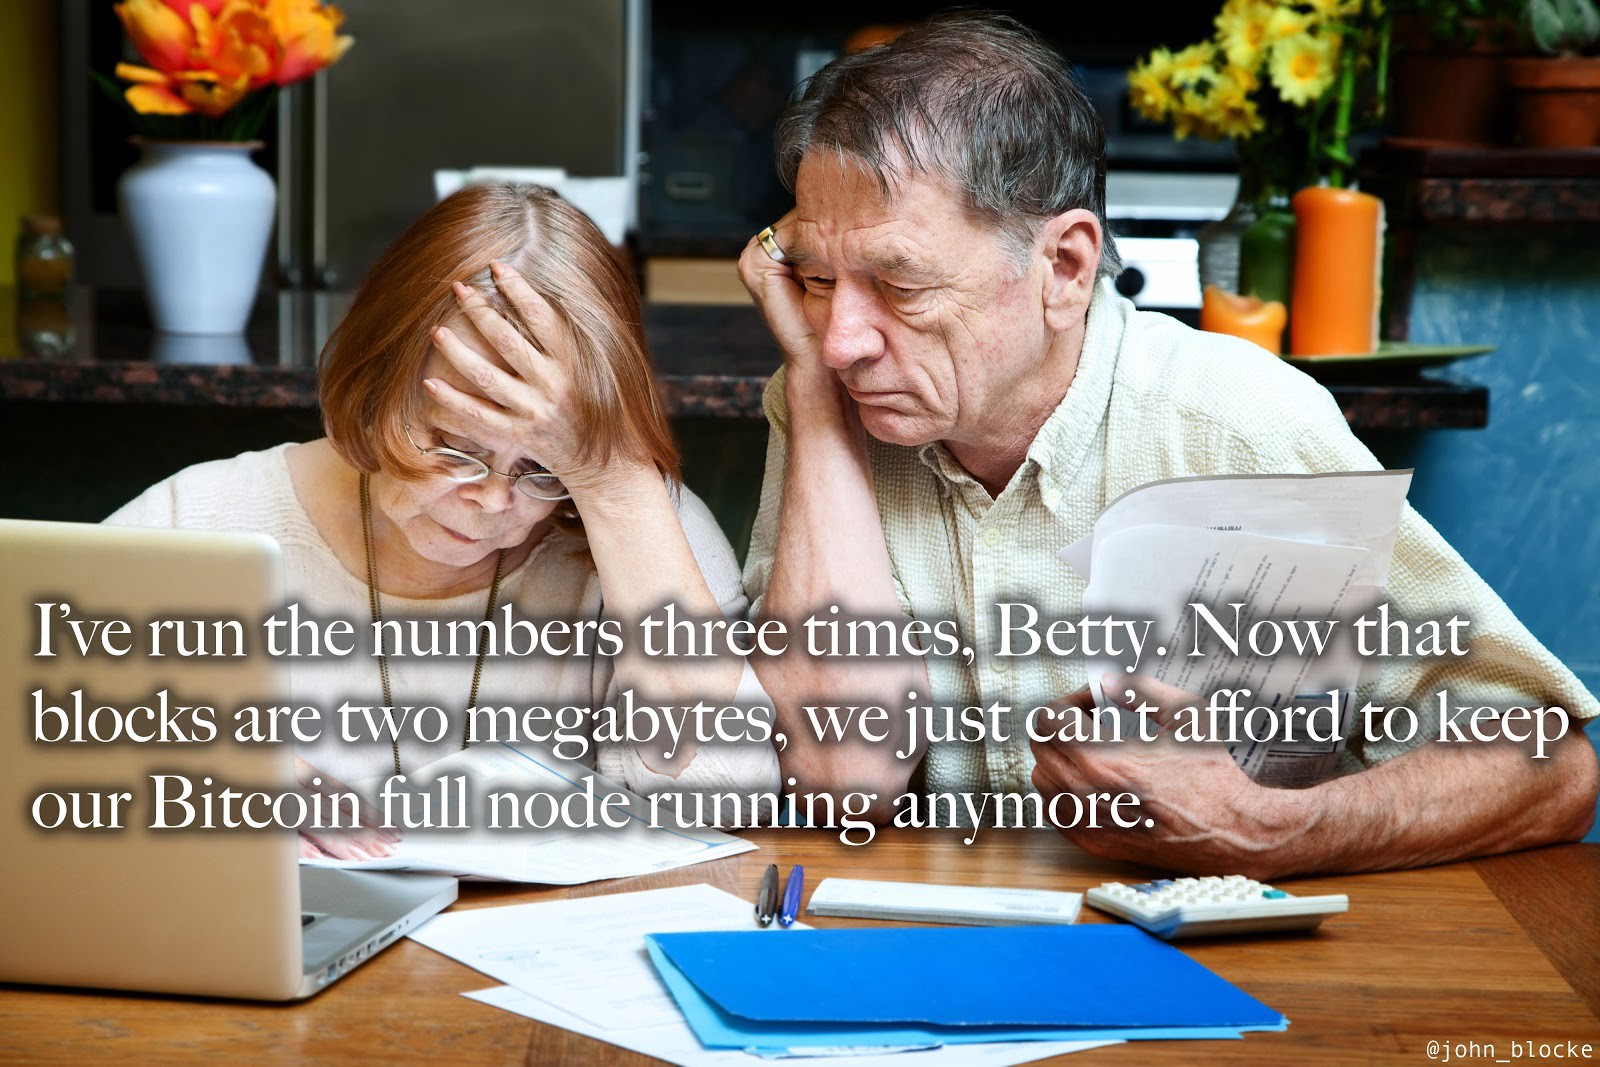 I've run the numbers three times, Betty. Now that
blocks are two megabytes, we just can't afford to keep
our Bitcoin full node running anymore.
@john_blocke